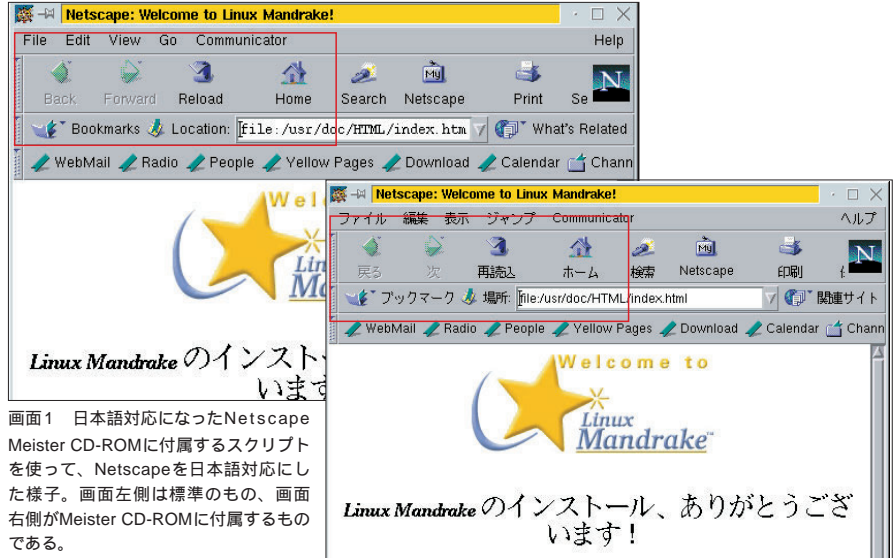 Netscape: Welcome to Linux Mandrake!
File Edit View Go Communicator Help
Back Forward Reload Home Search Netscape Print Se N
Bookmarks Location: file:/usr/doc/HTML/index.htm What's Related
WebMail Radio People Yellow Pages Download Calendar Chann
Wel
Lin
Linux Mandrake のインスト
います
Netscape: Welcome to Linux Mandrake!
ファイル 編集 表示 ジャンプ Communicator ヘルプ
戻る 次 再読込 ホーム 検索 Netscape 印刷 N
ブックマーク 場所: file:/usr/doc/HTML/index.html 関連サイト
WebMail Radio People Yellow Pages Download Calendar Chann
Welcome to
Linux
Mandrake™
Linux Mandrake のインストール、ありがとうござ
います！
画面1 日本語対応になったNetscape
Meister CD-ROMに付属するスクリプト
を使って、Netscapeを日本語対応にし
た様子。画面左側は標準のもの、画面
右側がMeister CD-ROMに付属するもの
である。